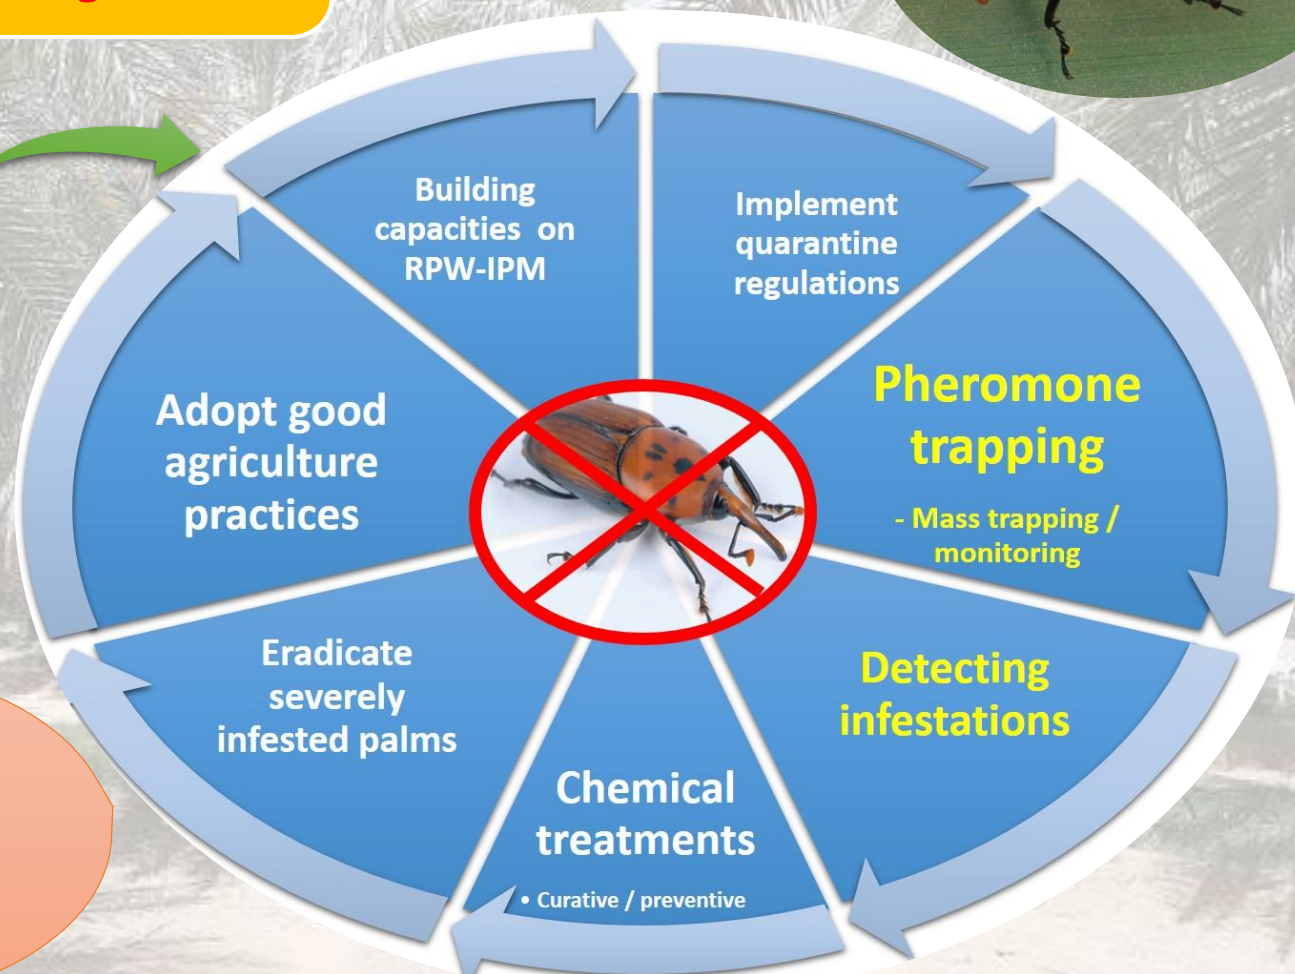 Building
capacities on
RPW-IPM
Implement
quarantine
regulations
Pheromone
trapping
- Mass trapping /
monitoring
Detecting
infestations
Chemical
treatments
• Curative / preventive
Eradicate
severely
infested palms
Adopt good
agriculture
practices